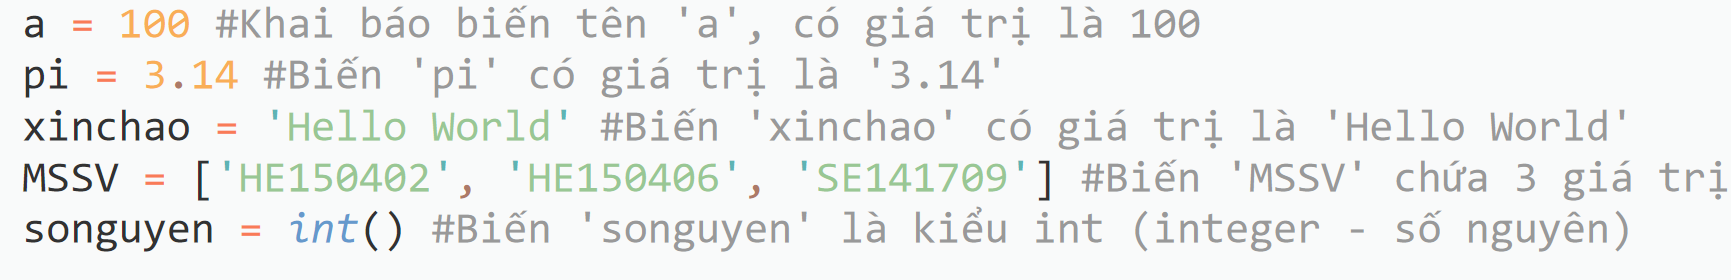 a = 100 #Khai báo biến tên 'a', có giá trị là 100
pi = 3.14 #Biến 'pi' có giá trị là '3.14'
xinchao = 'Hello World' #Biến 'xinchao' có giá trị là 'Hello World'
MSSV = ['HE150402', 'HE150406', 'SE141709'] #Biến 'MSSV' chứa 3 giá trị
songuyen = int() #Biến 'songuyen' là kiểu int (integer - số nguyên)